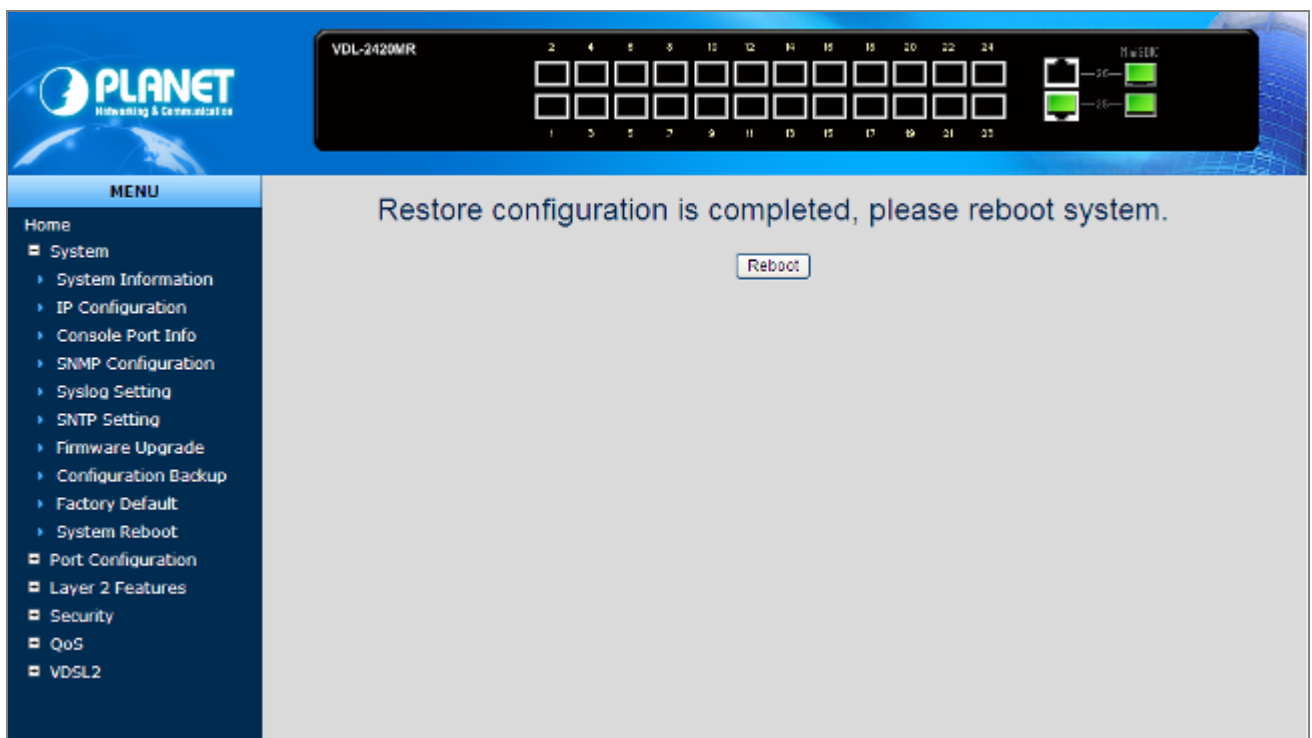 PLANET
Networking & Communication
VDL-2420MR
2 4 6 8 10 12 14 16 18 20 22 24
1 3 5 7 9 11 13 15 17 19 21 23
MENU
Home
System
System Information
IP Configuration
Console Port Info
SNMP Configuration
Syslog Setting
SNTP Setting
Firmware Upgrade
Configuration Backup
Factory Default
System Reboot
Port Configuration
Layer 2 Features
Security
QoS
VDSL2
Restore configuration is completed, please reboot system.
Reboot